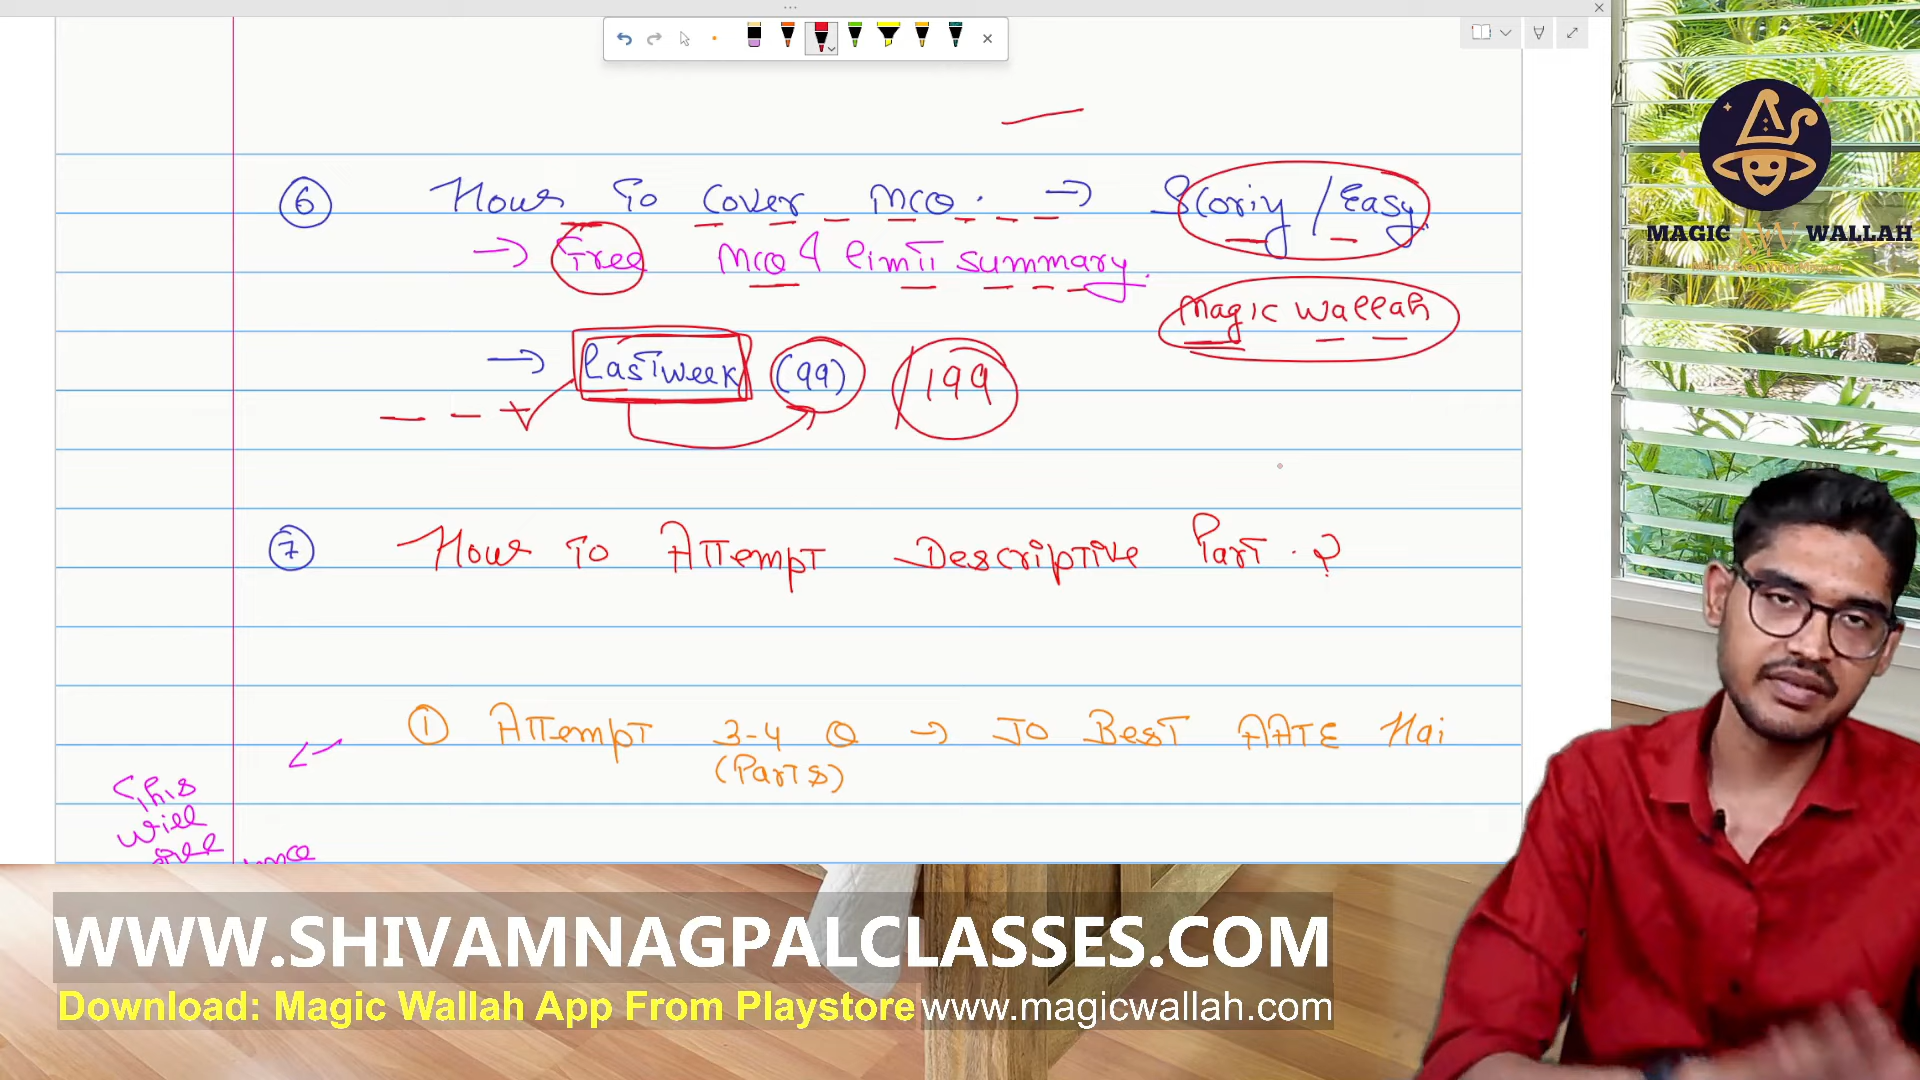 6 How To Cover MCQ. → Scoring / Easy
→ Free MCQ & limit summary.
Magic Wallah
→ Last week (99) 199
7 How To Attempt Descriptive Part . ?
1 Attempt 3-4 Q → JO Best AATE Hai
(Parts)
This
will
MAGIC WALLAH
WWW.SHIVAMNAGPALCLASSES.COM
Download: Magic Wallah App From Playstore www.magicwallah.com